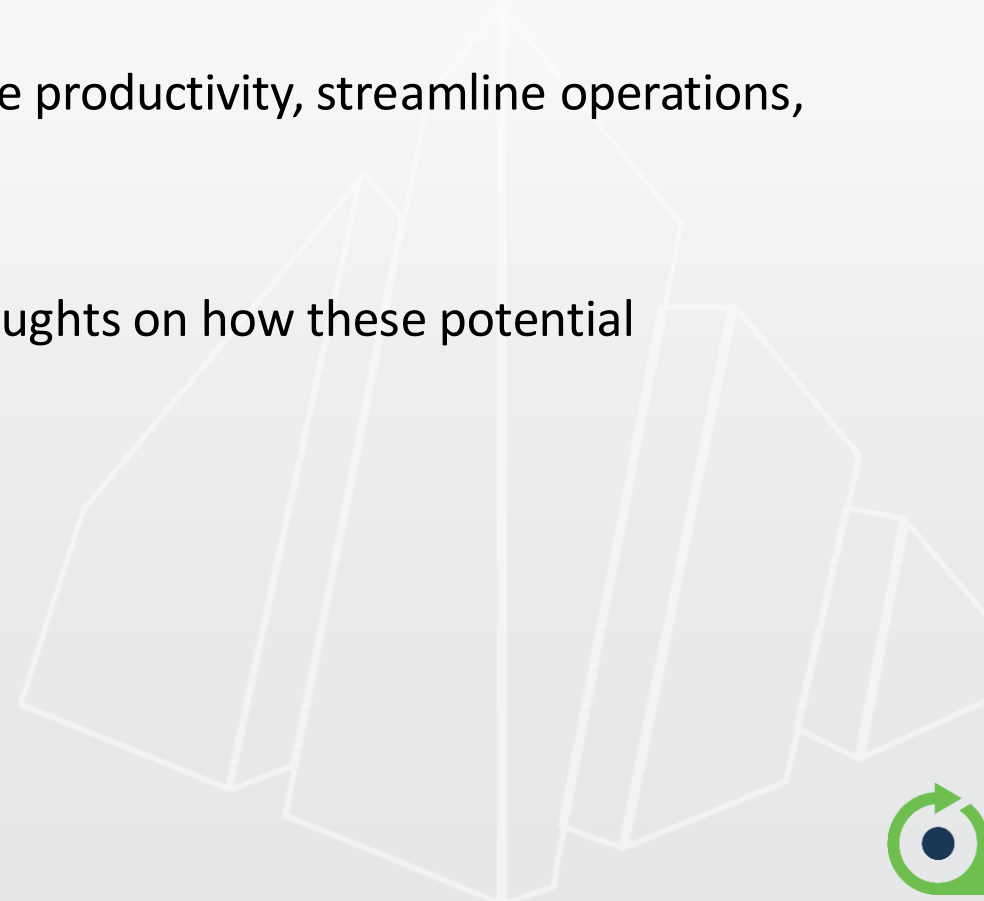 e productivity, streamline operations,
ughts on how these potential